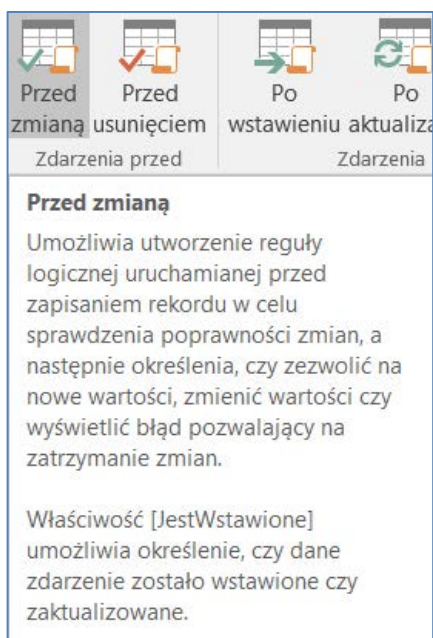 Przed Przed Po Po
zmianą usunięciem wstawieniu aktualiza
Zdarzenia przed Zdarzenia
Przed zmianą
Umożliwia utworzenie reguły
logicznej uruchamianej przed
zapisaniem rekordu w celu
sprawdzenia poprawności zmian, a
następnie określenia, czy zezwolić na
nowe wartości, zmienić wartości czy
wyświetlić błąd pozwalający na
zatrzymanie zmian.
Właściwość [JestWstawione]
umożliwia określenie, czy dane
zdarzenie zostało wstawione czy
zaktualizowane.